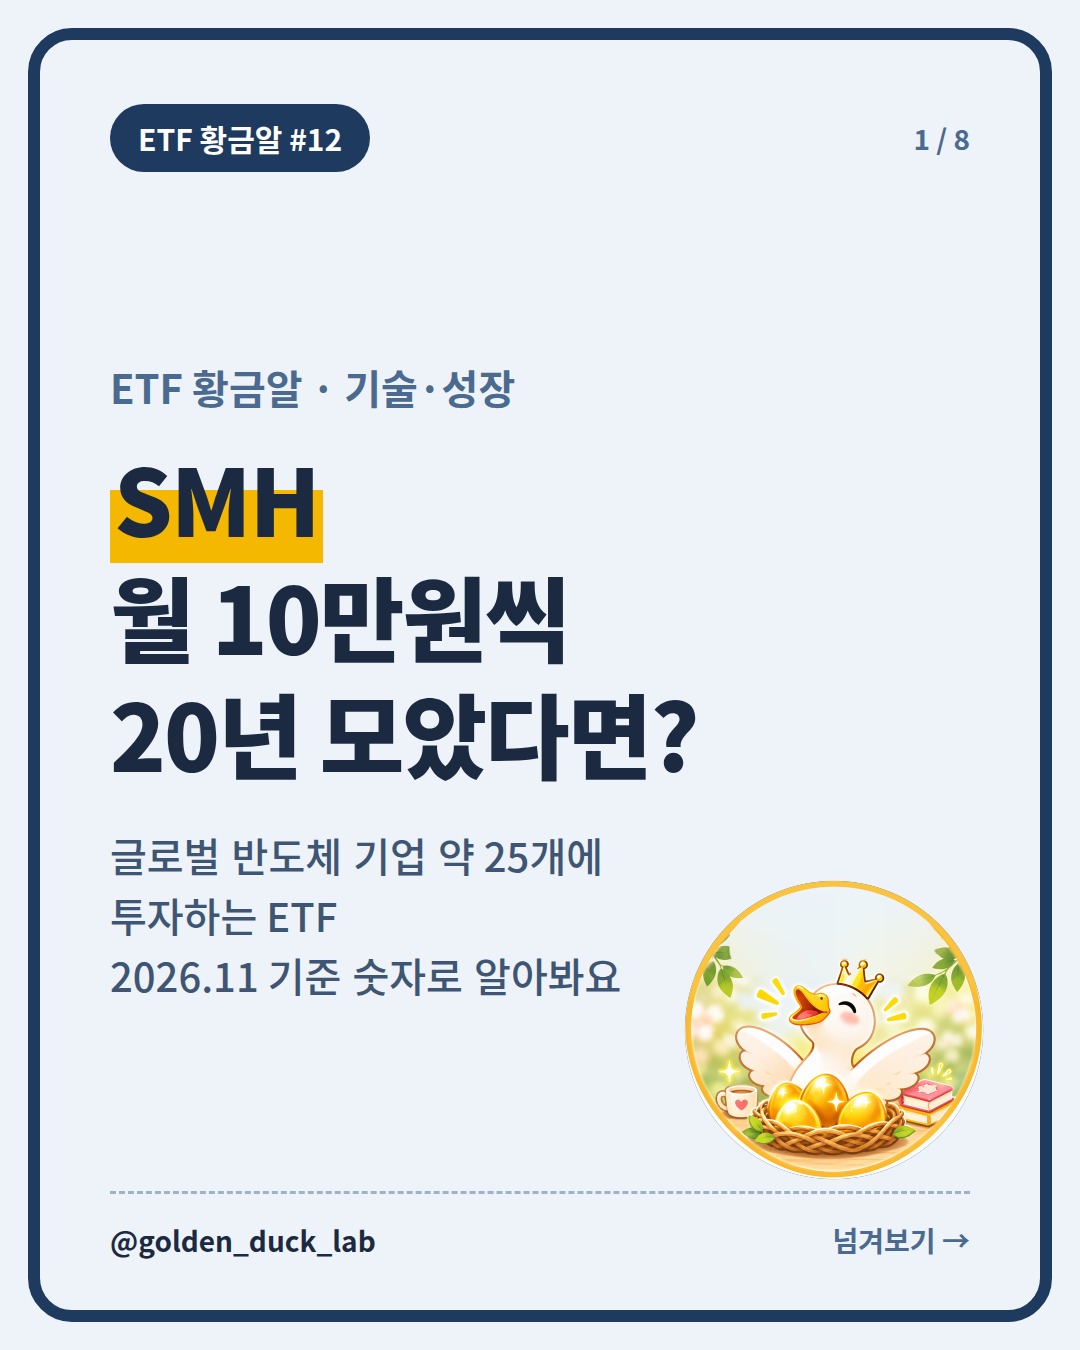 ETF 황금알 #12
1 / 8
ETF 황금알 · 기술·성장
SMH
월 10만원씩
20년 모았다면?
글로벌 반도체 기업 약 25개에
투자하는 ETF
2026.11 기준 숫자로 알아봐요
@golden_duck_lab
넘겨보기 →